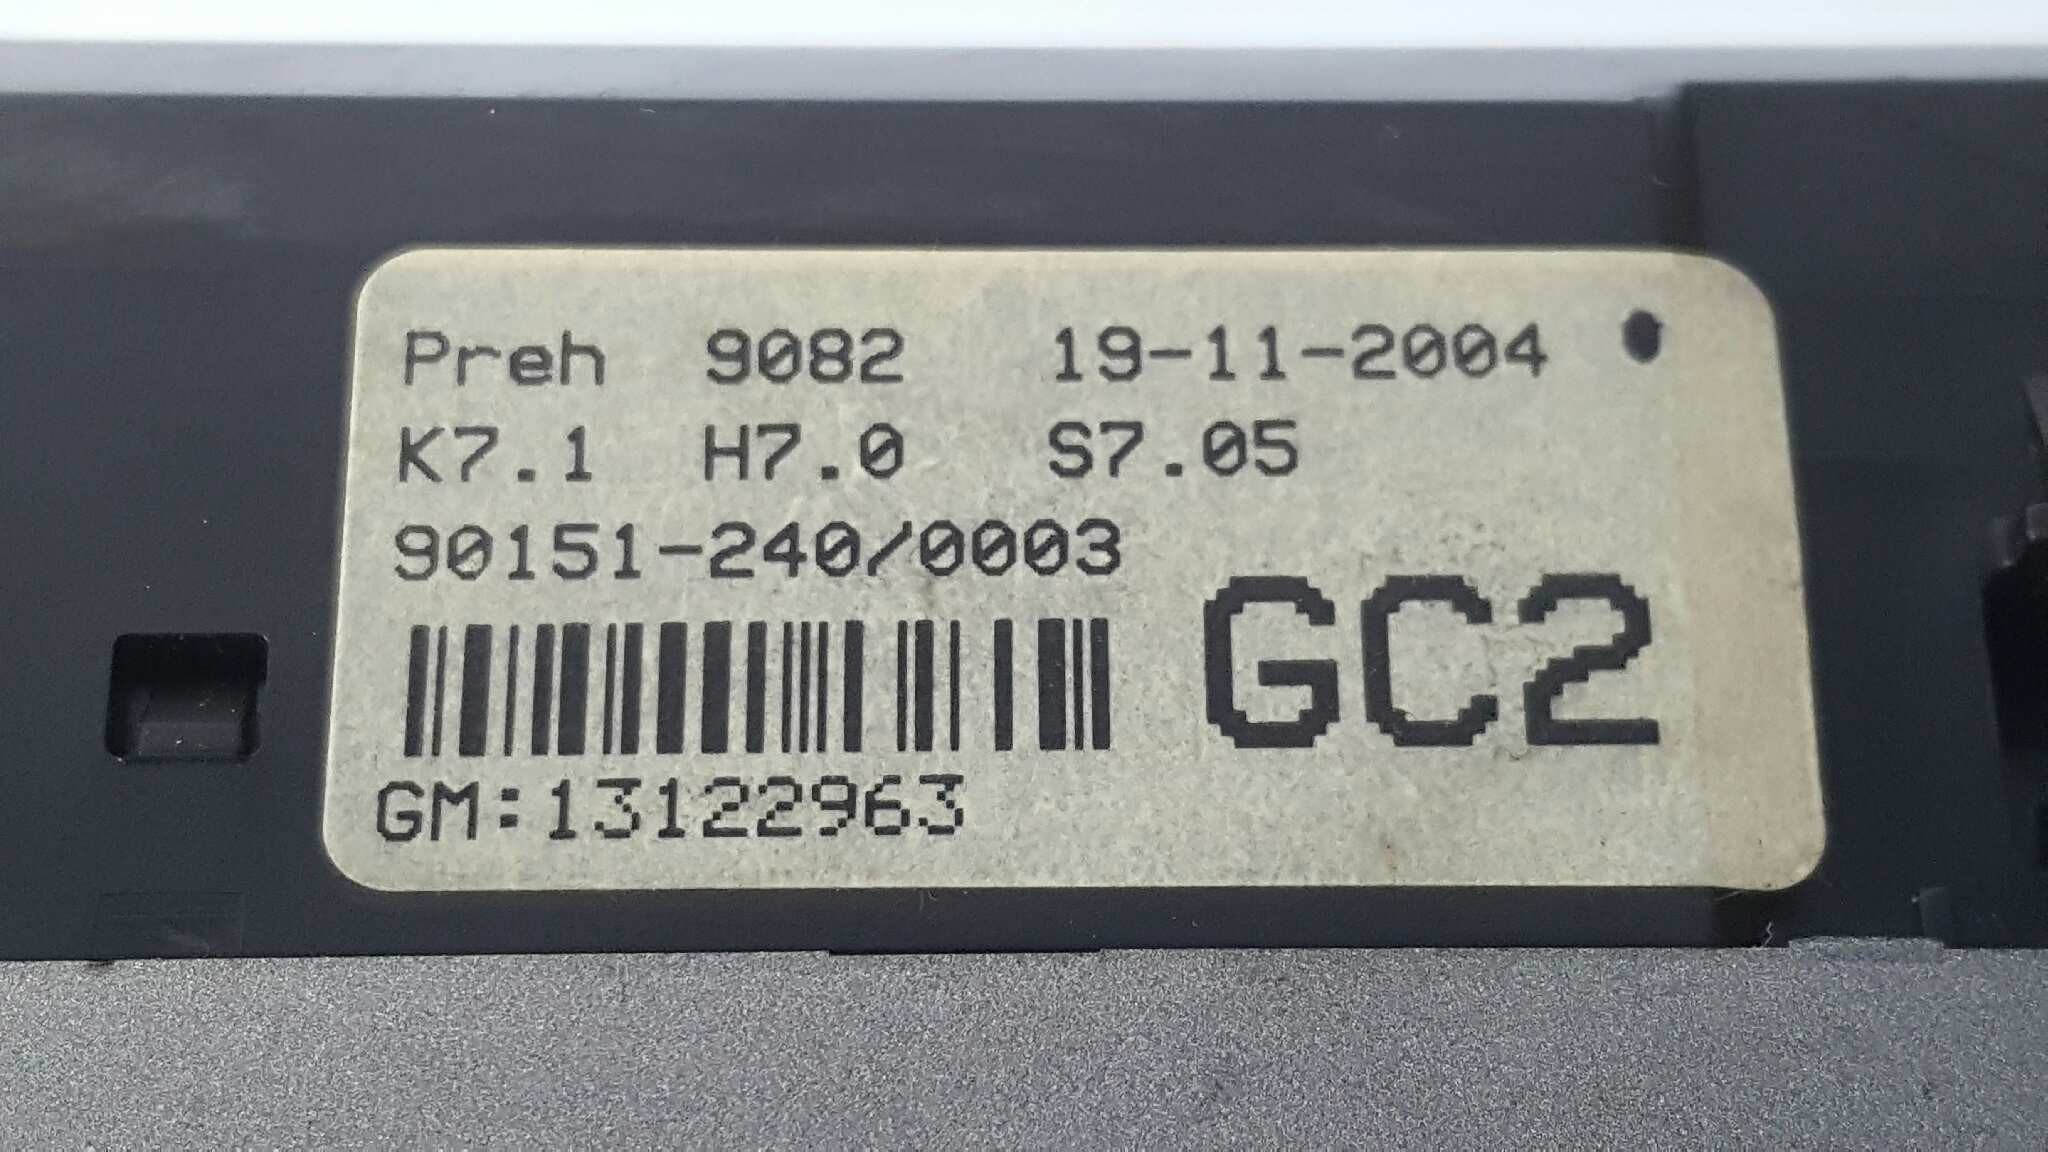 Preh 9082 19-11-2004
K7.1 H7.0 S7.05
90151-240/0003
GC2
GM:13122963